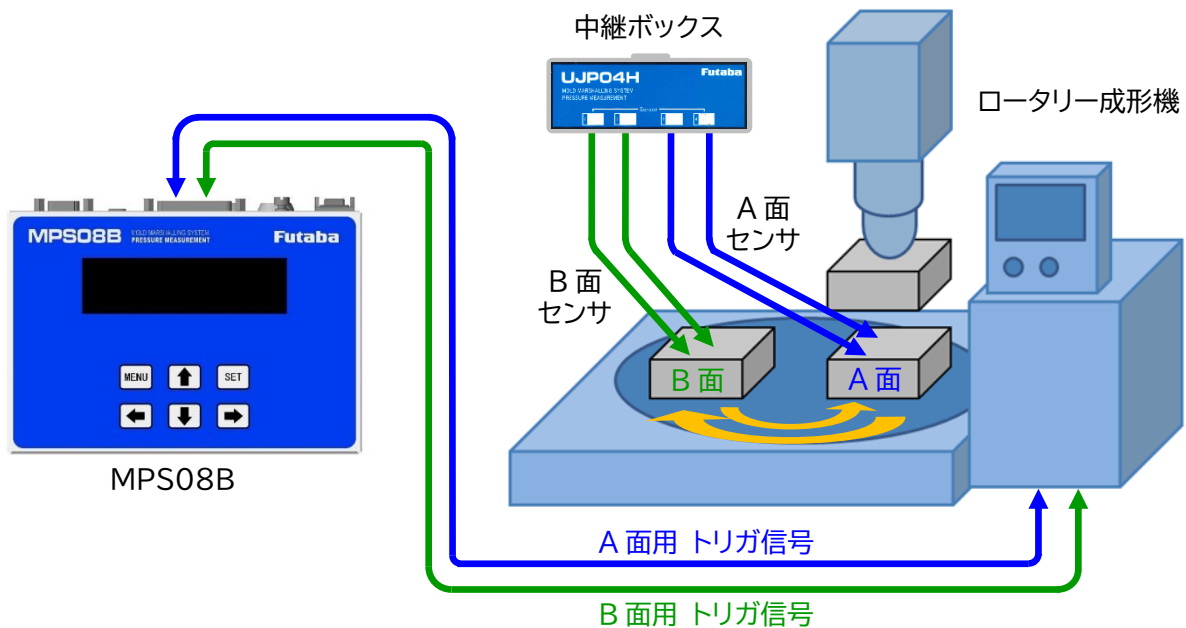 中継ボックス
UJP04H
Futaba
MOLD MARSHALLING SYSTEM
PRESSURE MEASUREMENT
Sensor
ロータリー成形機
A 面
センサ
B 面
センサ
MPS08B
MOLD MARSHALLING SYSTEM
PRESSURE MEASUREMENT
Futaba
MENU
SET
B 面
A 面
MPS08B
A 面用 トリガ信号
B 面用 トリガ信号